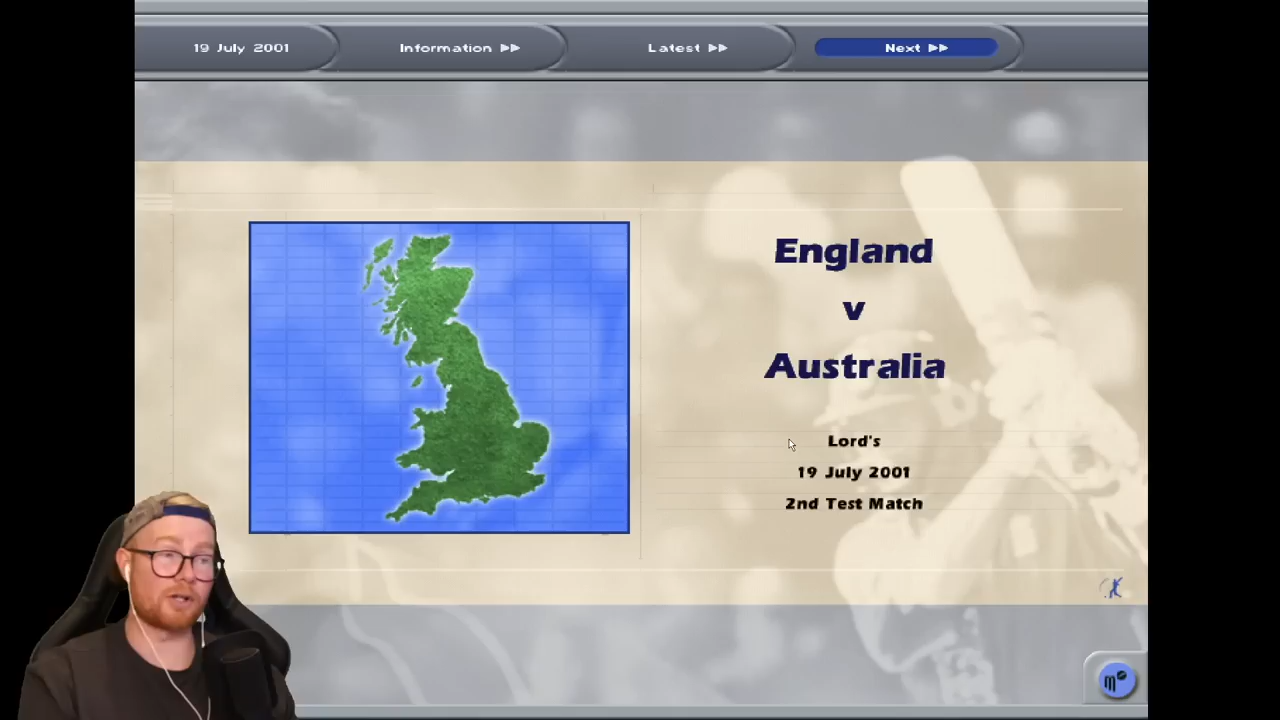 19 July 2001
Information
Latest
Next
England
v
Australia
Lord's
19 July 2001
2nd Test Match